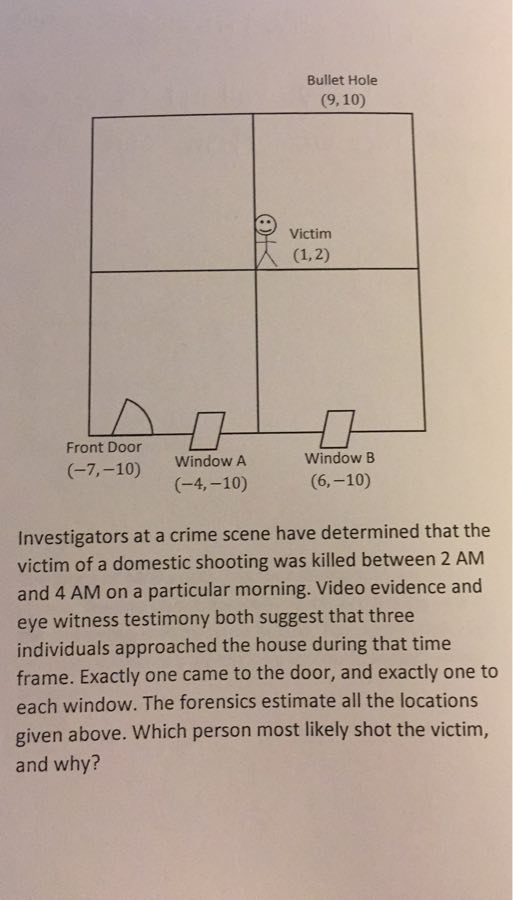 Bullet Hole
(9, 10)
Victim
(1, 2)
Front Door
(−7, −10)
Window A
(−4, −10)
Window B
(6, −10)
Investigators at a crime scene have determined that the
victim of a domestic shooting was killed between 2 AM
and 4 AM on a particular morning. Video evidence and
eye witness testimony both suggest that three
individuals approached the house during that time
frame. Exactly one came to the door, and exactly one to
each window. The forensics estimate all the locations
given above. Which person most likely shot the victim,
and why?